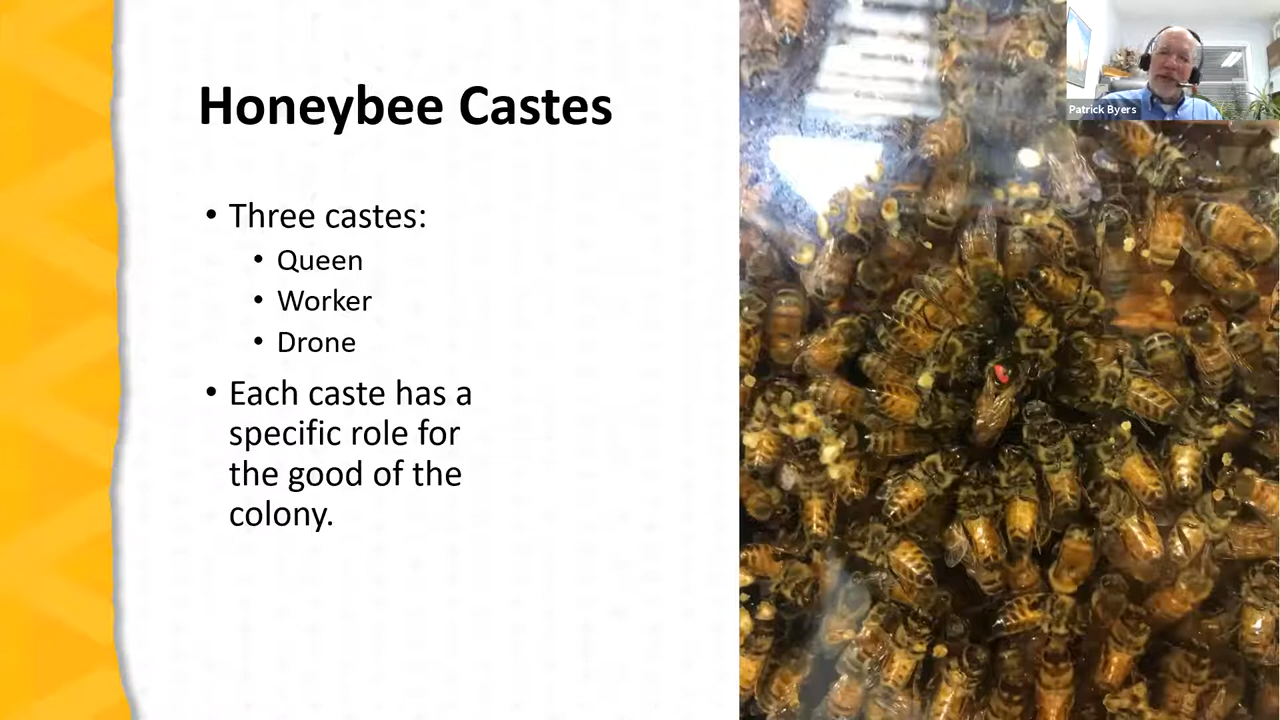 Honeybee Castes
• Three castes:
• Queen
• Worker
• Drone
• Each caste has a
specific role for
the good of the
colony.
Patrick Byers